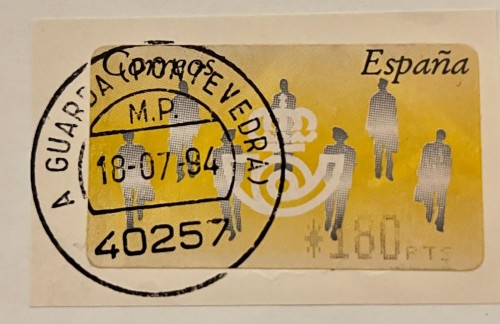 Correos España
A GUARDA (PONTEVEDRA)
M.P.
18-07-94
40257
*180 PTS